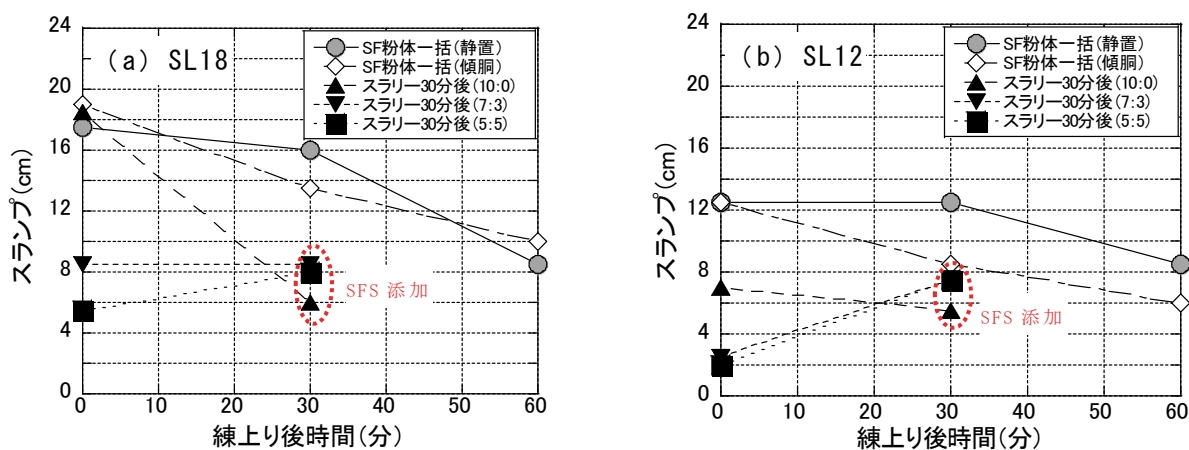 (a) SL18
SF粉体一括(静置)
SF粉体一括(傾胴)
スラリー30分後(10:0)
スラリー30分後(7:3)
スラリー30分後(5:5)
24
20
16
12
8
4
0
スランプ(cm)
SFS 添加
0 10 20 30 40 50 60
練上り後時間(分)
(b) SL12
SF粉体一括(静置)
SF粉体一括(傾胴)
スラリー30分後(10:0)
スラリー30分後(7:3)
スラリー30分後(5:5)
24
20
16
12
8
4
0
スランプ(cm)
SFS 添加
0 10 20 30 40 50 60
練上り後時間(分)